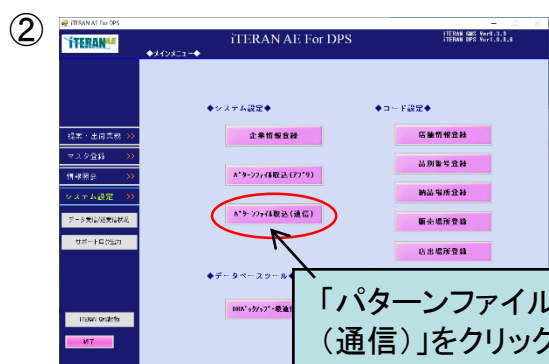 ②
iTERAN AE For DPS
iTERAN AE
iTERAN AE For DPS
◆メインメニュー◆
◆システム設定◆
◆コード設定◆
企業情報登録
店舗情報登録
提案・出荷業務 >>
マスタ登録 >>
品別番号登録
情報照会 >>
ﾊﾟﾀｰﾝﾌｧｲﾙ取込(ｱﾌﾟﾘ)
システム設定 >>
納品場所登録
データ受信/送受信状況
ﾊﾟﾀｰﾝﾌｧｲﾙ取込(通信)
販売場所登録
サポートログ出力
店出場所登録
◆データベースツール◆
「パターンファイル
（通信）」をクリック
終了